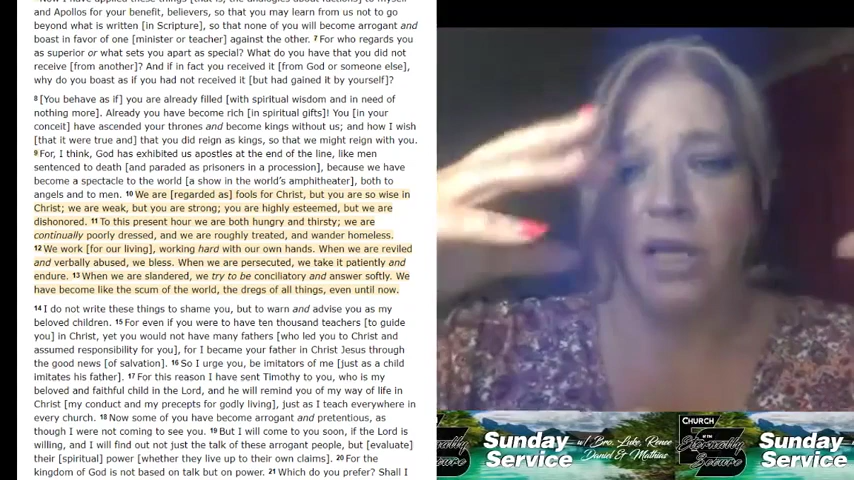 Now I have applied these things [that is, the analogies about factions] to myself
and Apollos for your benefit, believers, so that you may learn from us not to go
beyond what is written [in Scripture], so that none of you will become arrogant and
boast in favor of one [minister or teacher] against the other. 7 For who regards you
as superior or what sets you apart as special? What do you have that you did not
receive [from another]? And if in fact you received it [from God or someone else],
why do you boast as if you had not received it [but had gained it by yourself]?
8 [You behave as if] you are already filled [with spiritual wisdom and in need of
nothing more]. Already you have become rich [in spiritual gifts]! You [in your
conceit] have ascended your thrones and become kings without us; and how I wish
[that it were true and] that you did reign as kings, so that we might reign with you.
9 For, I think, God has exhibited us apostles at the end of the line, like men
sentenced to death [and paraded as prisoners in a procession], because we have
become a spectacle to the world [a show in the world's amphitheater], both to
angels and to men. 10 We are [regarded as] fools for Christ, but you are so wise in
Christ; we are weak, but you are strong; you are highly esteemed, but we are
dishonored. 11 To this present hour we are both hungry and thirsty; we are
continually poorly dressed, and we are roughly treated, and wander homeless.
12 We work [for our living], working hard with our own hands. When we are reviled
and verbally abused, we bless. When we are persecuted, we take it patiently and
endure. 13 When we are slandered, we try to be conciliatory and answer softly. We
have become like the scum of the world, the dregs of all things, even until now.
14 I do not write these things to shame you, but to warn and advise you as my
beloved children. 15 For even if you were to have ten thousand teachers [to guide
you] in Christ, yet you would not have many fathers [who led you to Christ and
assumed responsibility for you], for I became your father in Christ Jesus through
the good news [of salvation]. 16 So I urge you, be imitators of me [just as a child
imitates his father]. 17 For this reason I have sent Timothy to you, who is my
beloved and faithful child in the Lord, and he will remind you of my way of life in
Christ [my conduct and my precepts for godly living], just as I teach everywhere in
every church. 18 Now some of you have become arrogant and pretentious, as
though I were not coming to see you. 19 But I will come to you soon, if the Lord is
willing, and I will find out not just the talk of these arrogant people, but [evaluate]
their [spiritual] power [whether they live up to their own claims]. 20 For the
kingdom of God is not based on talk but on power. 21 Which do you prefer? Shall I
Eternally
Secure
Sunday
Service
w/ Bro. Luke, Renee
Daniel & Mathias
CHURCH
Eternally
Secure
Sunday
Service